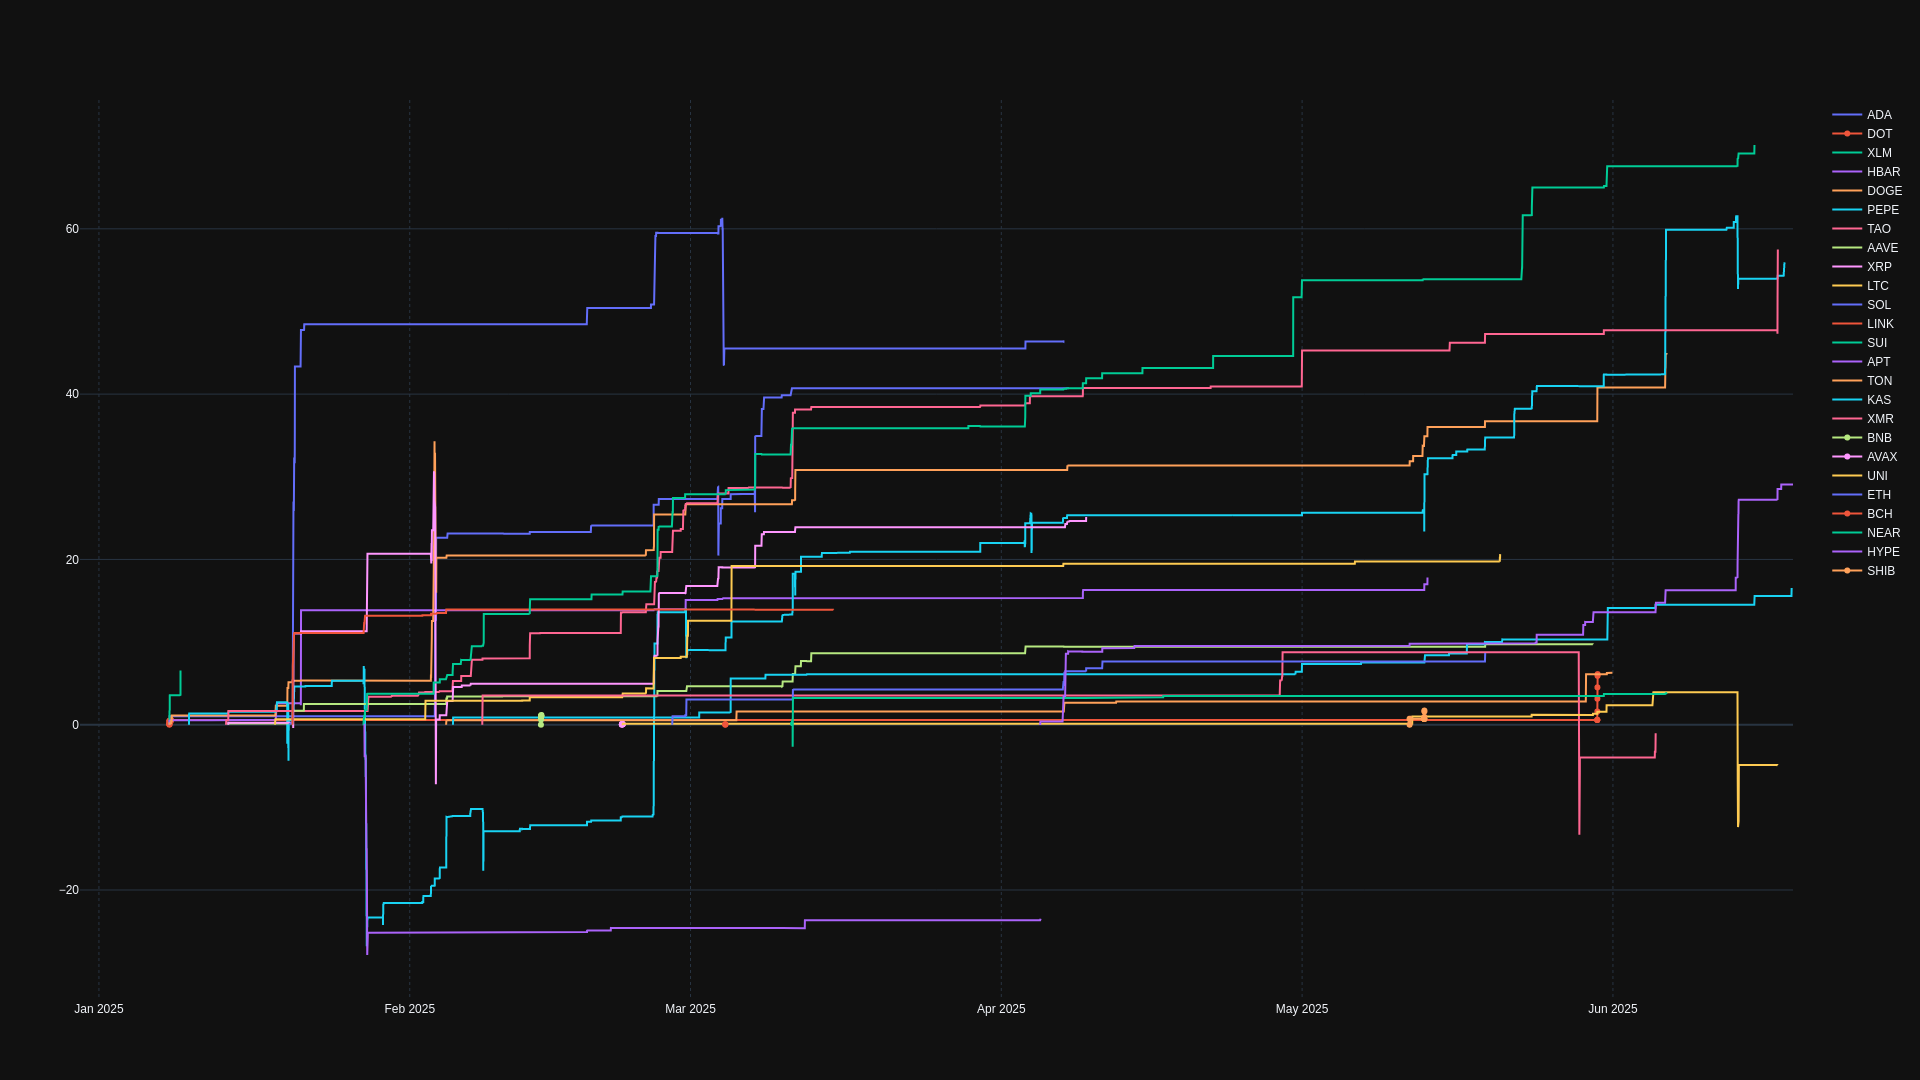 60
40
20
0
−20
Jan 2025
Feb 2025
Mar 2025
Apr 2025
May 2025
Jun 2025
ADA
DOT
XLM
HBAR
DOGE
PEPE
TAO
AAVE
XRP
LTC
SOL
LINK
SUI
APT
TON
KAS
XMR
BNB
AVAX
UNI
ETH
BCH
NEAR
HYPE
SHIB